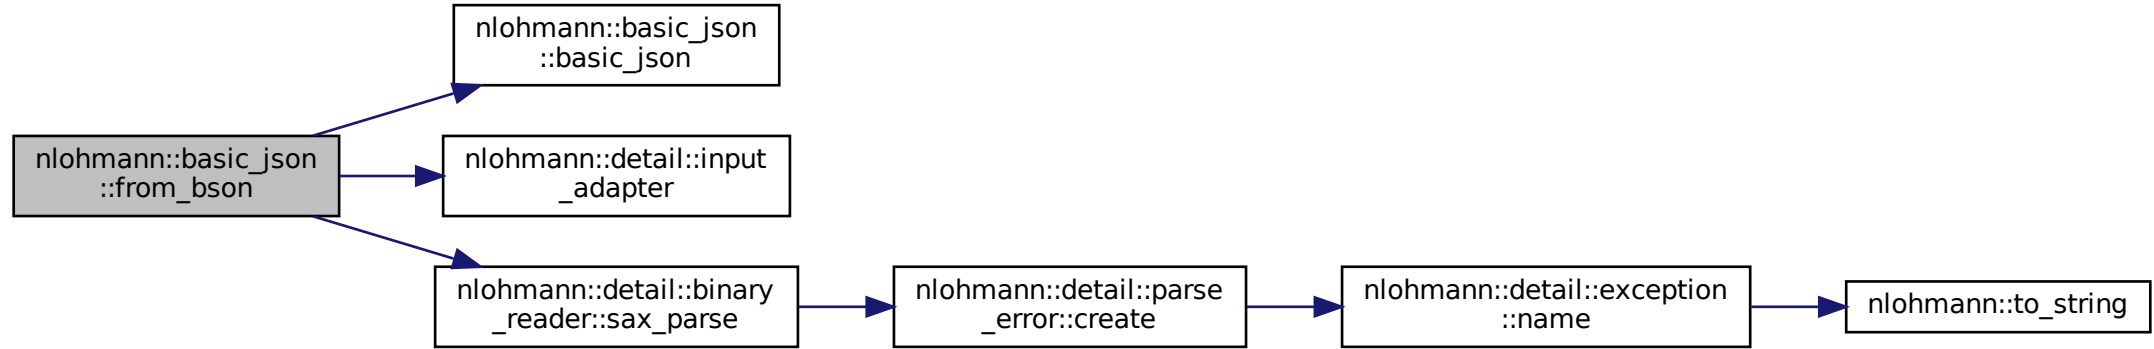 nlohmann::basic_json
::basic_json
nlohmann::basic_json
::from_bson
nlohmann::detail::input
_adapter
nlohmann::detail::binary
_reader::sax_parse
nlohmann::detail::parse
_error::create
nlohmann::detail::exception
::name
nlohmann::to_string